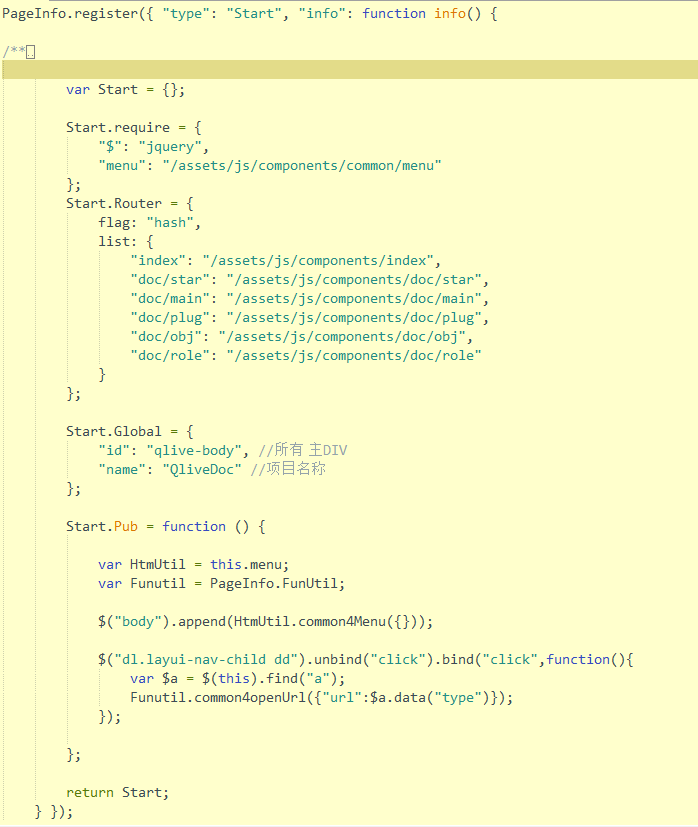 PageInfo.register({ "type": "Start", "info": function info() {
/**..
var Start = {};
Start.require = {
"$": "jquery",
"menu": "/assets/js/components/common/menu"
};
Start.Router = {
flag: "hash",
list: {
"index": "/assets/js/components/index",
"doc/star": "/assets/js/components/doc/star",
"doc/main": "/assets/js/components/doc/main",
"doc/plug": "/assets/js/components/doc/plug",
"doc/obj": "/assets/js/components/doc/obj",
"doc/role": "/assets/js/components/doc/role"
}
};
Start.Global = {
"id": "qlive-body", //所有 主DIV
"name": "QliveDoc" //项目名称
};
Start.Pub = function () {
var HtmUtil = this.menu;
var Funutil = PageInfo.FunUtil;
$("body").append(HtmUtil.common4Menu({}));
$("dl.layui-nav-child dd").unbind("click").bind("click",function(){
var $a = $(this).find("a");
Funutil.common4openUrl({"url":$a.data("type")});
});
};
return Start;
} });